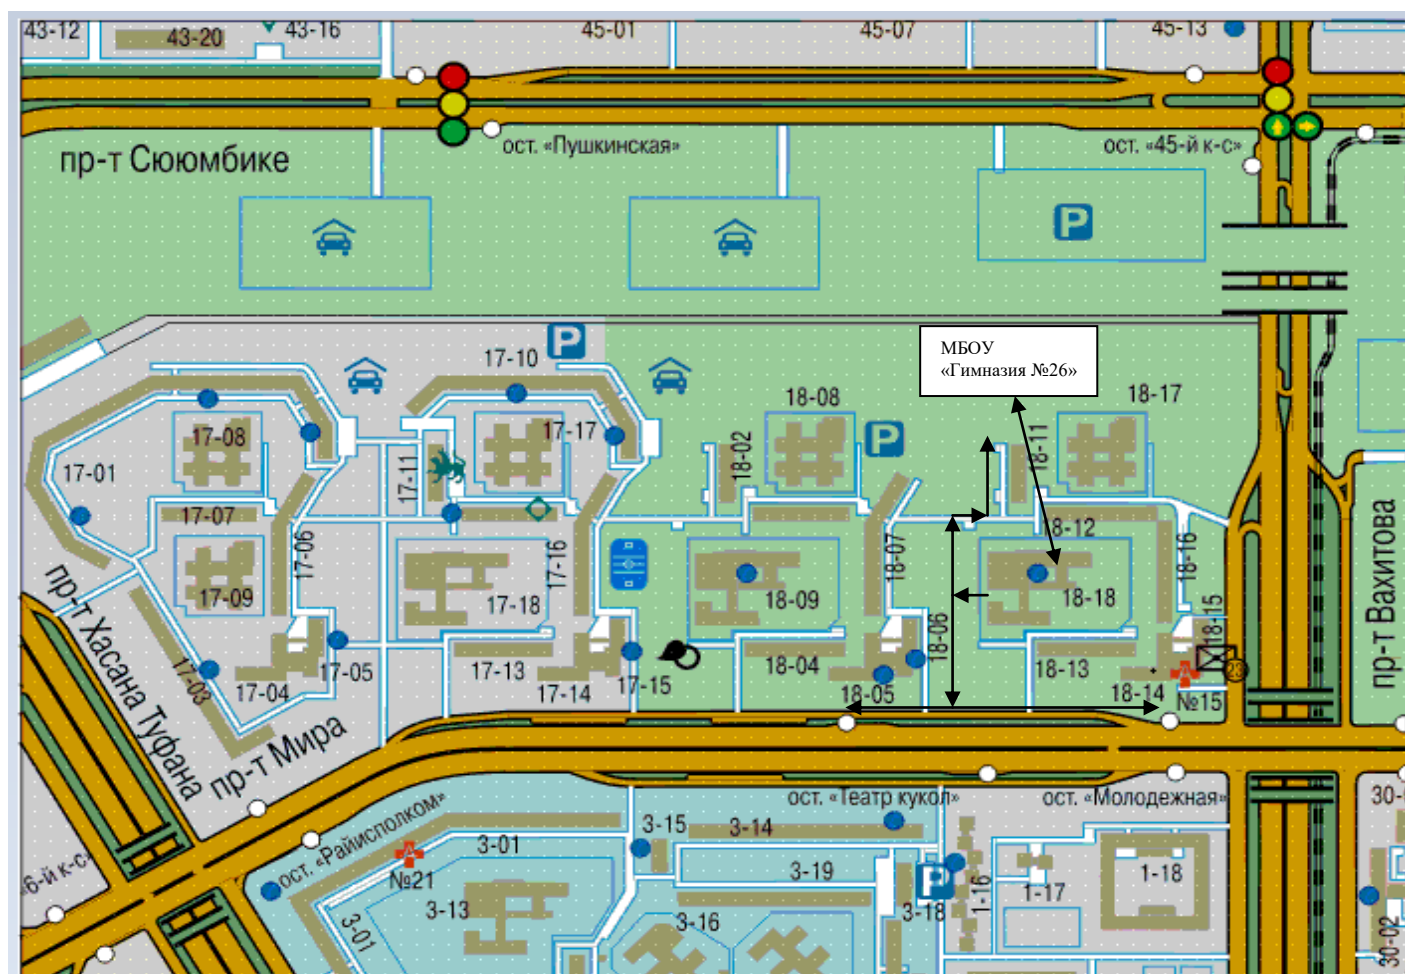 43-12
43-20
43-16
45-01
45-07
45-13
ост. «Пушкинская»
ост. «45-й к-с»
пр-т Сююмбике
P
МБОУ
«Гимназия №26»
P
17-10
18-08
18-17
17-08
17-17
P
17-01
17-11
18-02
18-11
17-07
18-12
17-06
17-16
18-07
18-16
пр-т Вахитова
17-09
17-18
18-09
18-18
18-15
18-06
пр-т Хасана Туфана
17-03
17-04
17-05
17-13
17-14
17-15
18-04
18-05
18-13
18-14
23
А
№15
пр-т Мира
ост. «Райисполком»
ост. «Театр кукол»
ост. «Молодежная»
30-
3-15
3-14
3-01
А
№21
3-19
1-17
1-18
P
3-18
1-16
3-13
3-16
3-01
30-02
6-й к-с»